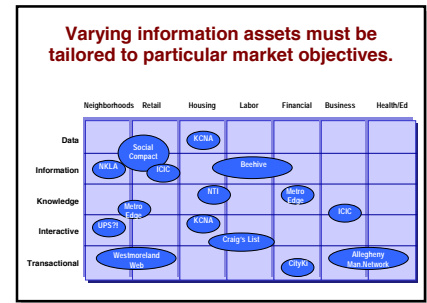 Varying information assets must be
tailored to particular market objectives.
Neighborhoods Retail Housing Labor Financial Business Health/Ed
Data
KCNA
Social
Compact
Information
NKLA
ICIC
Beehive
Knowledge
NTI
Metro
Edge
Metro
Edge
ICIC
Interactive
UPS?!
KCNA
Craig's List
Transactional
Westmoreland
Web
CityKi
Allegheny
Man.Network